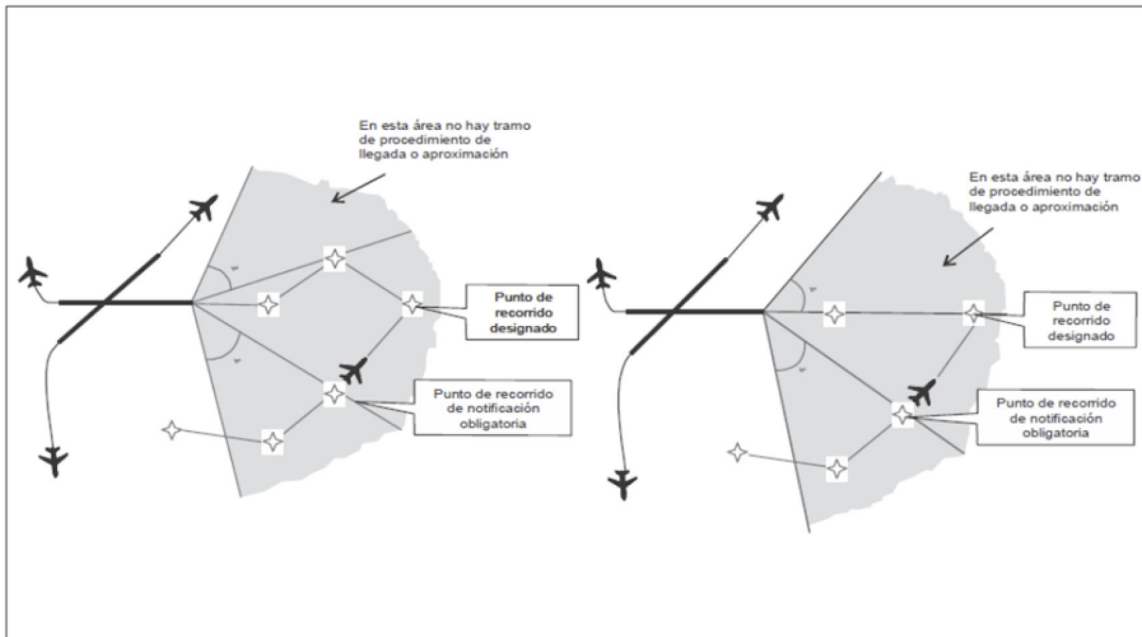 En esta área no hay tramo
de procedimiento de
llegada o aproximación
Punto de
recorrido
designado
Punto de recorrido
de notificación
obligatoria
En esta área no hay tramo
de procedimiento de
llegada o aproximación
Punto de
recorrido
designado
Punto de recorrido
de notificación
obligatoria